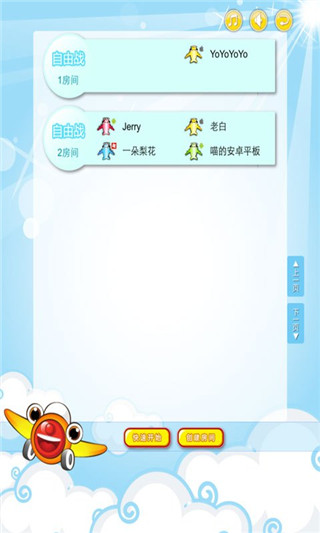 自由战
1房间
YoYoYoYo
自由战
2房间
Jerry
老白
一朵梨花
喵的安卓平板
上一页
下一页
快速开始
创建房间